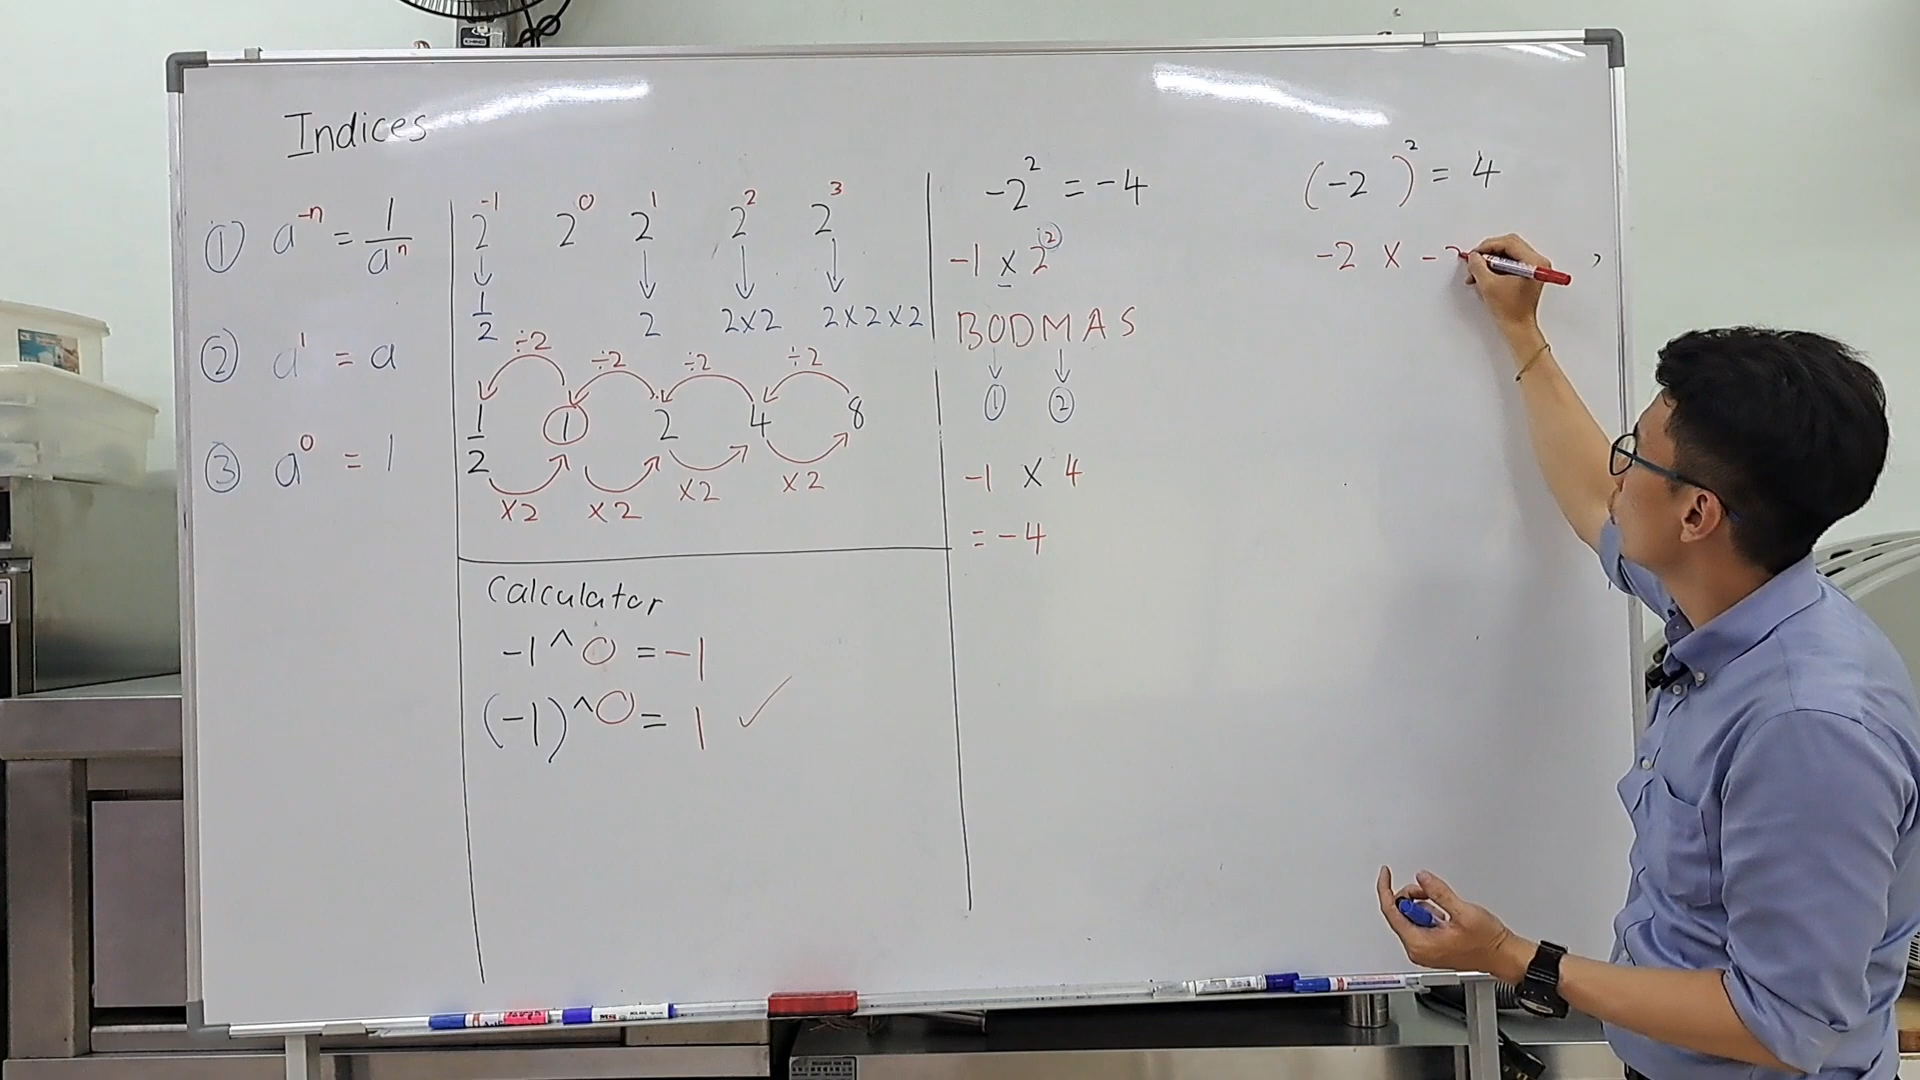 Indices
① a⁻ⁿ = 1/aⁿ
② a¹ = a
③ a⁰ = 1
2⁻¹ 2⁰ 2¹ 2² 2³
↓ ↓ ↓ ↓
1/2 2 2x2 2x2x2
÷2 ÷2 ÷2 ÷2
1/2 ① 2 4 8
x2 x2 x2 x2
Calculator
-1^0 = -1
(-1)^0 = 1 ✓
-2² = -4
-1 x 2²
BODMAS
↓ ↓
① ②
-1 x 4
= -4
(-2)² = 4
-2 x -2